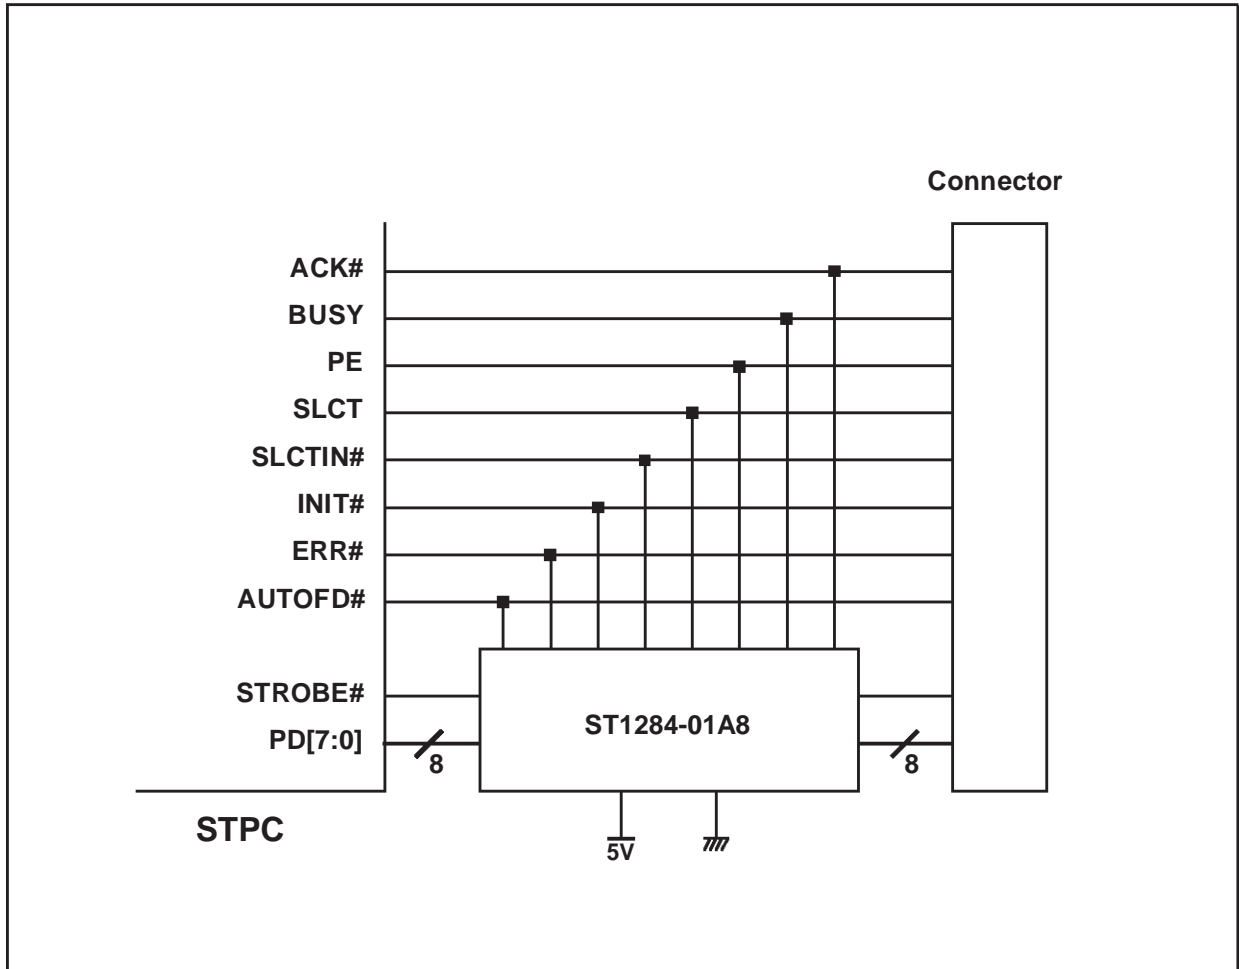 Connector
ACK#
BUSY
PE
SLCT
SLCTIN#
INIT#
ERR#
AUTOFD#
STROBE#
ST1284-01A8
PD[7:0]
8
8
STPC
5V